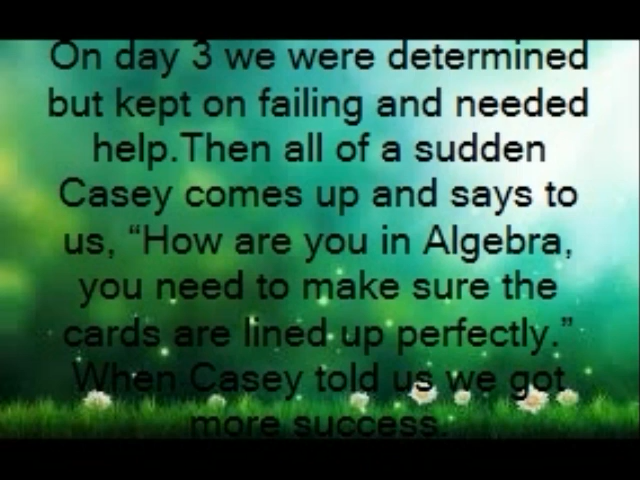 On day 3 we were determined
but kept on failing and needed
help.Then all of a sudden
Casey comes up and says to
us, “How are you in Algebra,
you need to make sure the
cards are lined up perfectly.”
When Casey told us we got
more success.